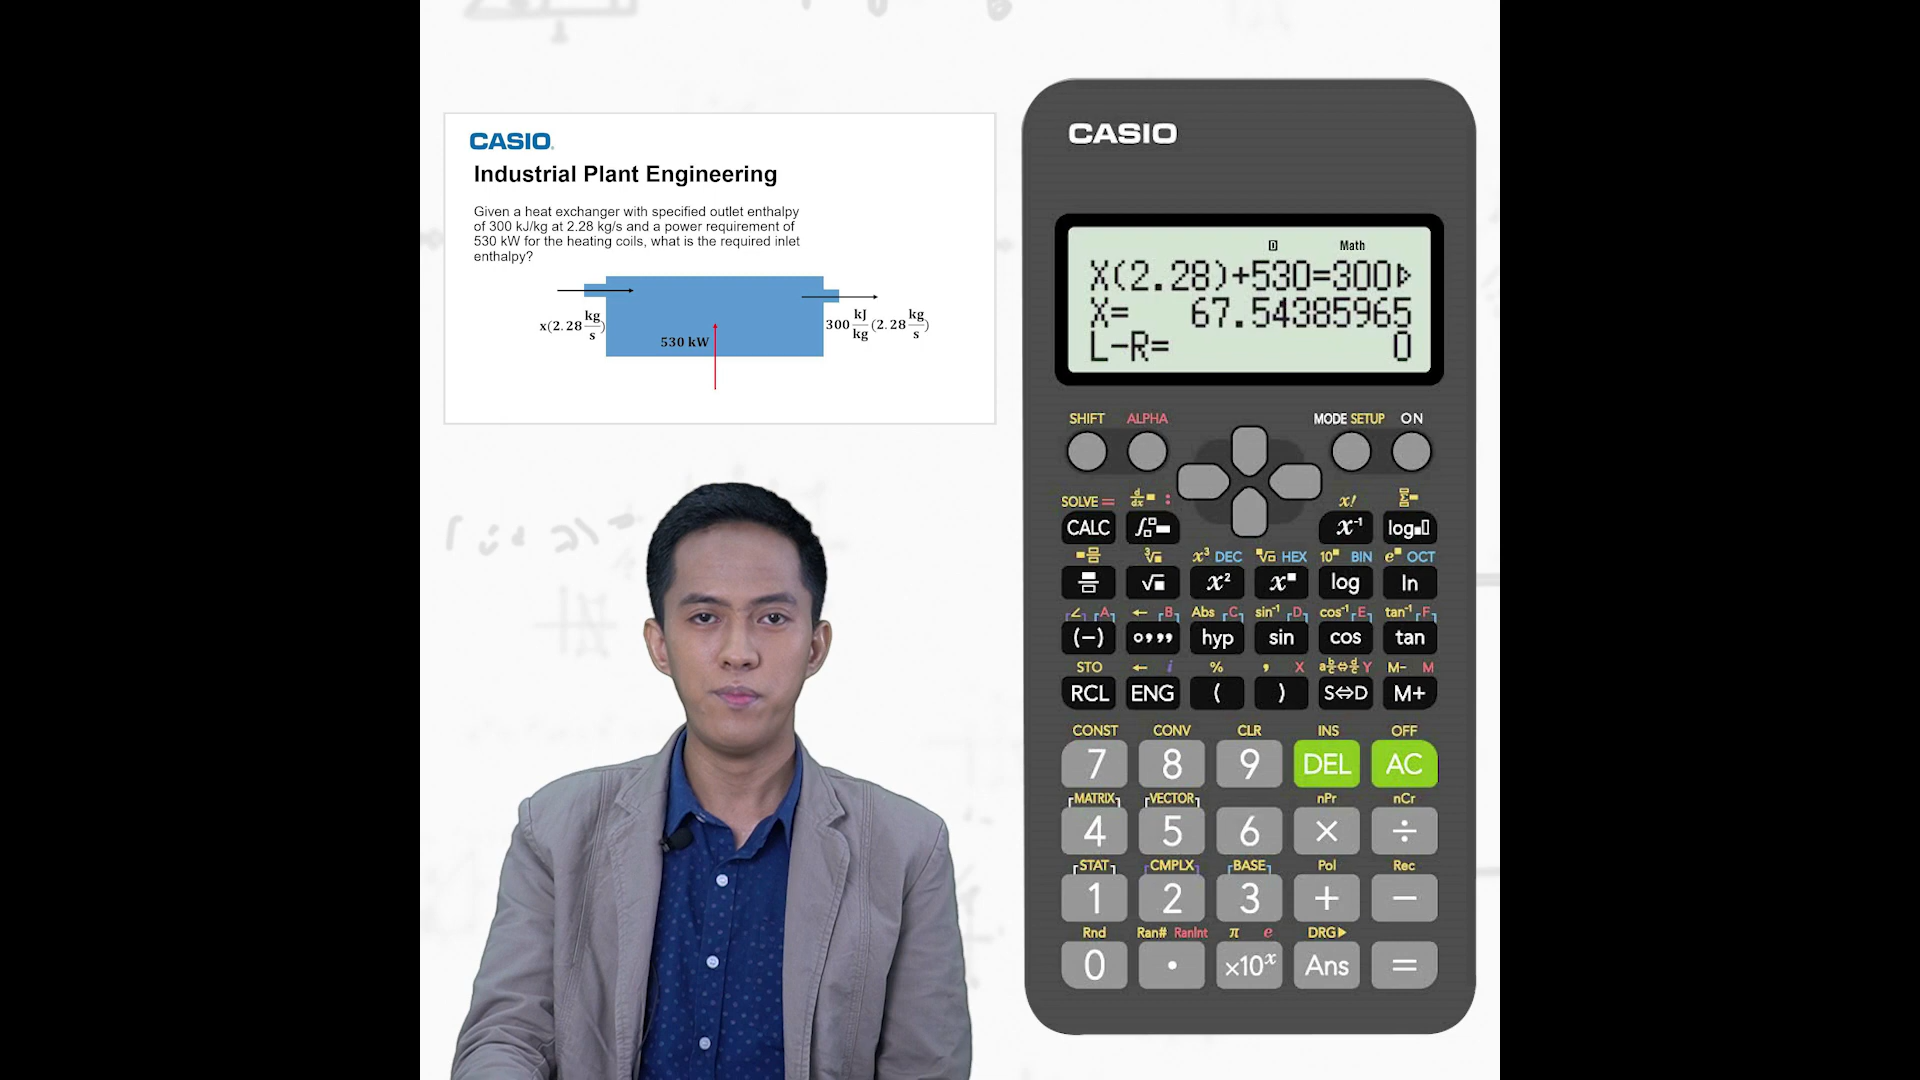 CASIO
Industrial Plant Engineering
Given a heat exchanger with specified outlet enthalpy
of 300 kJ/kg at 2.28 kg/s and a power requirement of
530 kW for the heating coils, what is the required inlet
enthalpy?
x(2.28 kg/s)
530 kW
300 kJ/kg (2.28 kg/s)
CASIO
D Math
X(2.28)+530=300▷
X= 67.54385965
L-R= 0
SHIFT ALPHA MODE SETUP ON
SOLVE = d/dx■ : x! Σ
CALC ∫ x⁻¹ log
³√■ x³ DEC ■√□ HEX 10■ BIN e■ OCT
√■ x² x■ log ln
∠ A ← B Abs C sin⁻¹ D cos⁻¹ E tan⁻¹ F
(−) °,,, hyp sin cos tan
STO ← i % , X a b/c⇔d/c Y M− M
RCL ENG ( ) S⇔D M+
CONST CONV CLR INS OFF
7 8 9 DEL AC
MATRIX VECTOR nPr nCr
4 5 6 × ÷
STAT CMPLX BASE Pol Rec
1 2 3 + −
Rnd Ran# RanInt π e DRG▶
0 . ×10ˣ Ans =